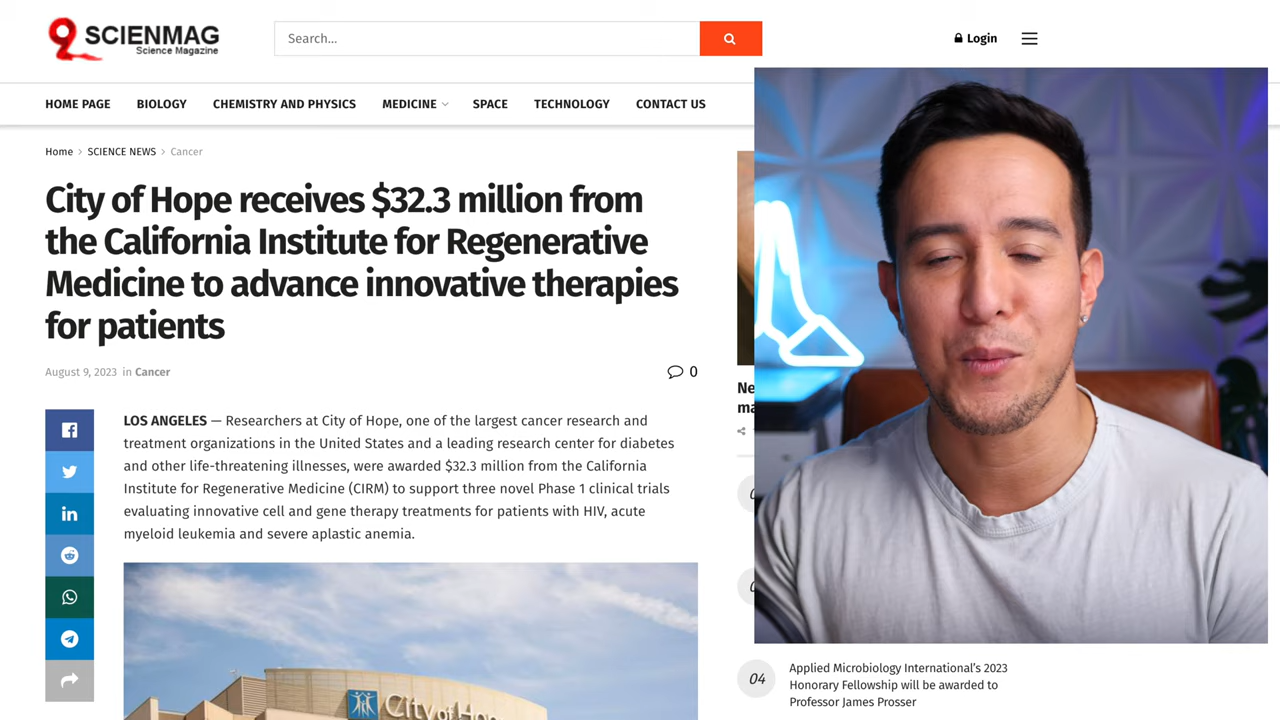 SCIENMAG
Science Magazine
Search...
Login
HOME PAGE
BIOLOGY
CHEMISTRY AND PHYSICS
MEDICINE
SPACE
TECHNOLOGY
CONTACT US
Home > SCIENCE NEWS > Cancer
City of Hope receives $32.3 million from
the California Institute for Regenerative
Medicine to advance innovative therapies
for patients
August 9, 2023 in Cancer
0
LOS ANGELES — Researchers at City of Hope, one of the largest cancer research and
treatment organizations in the United States and a leading research center for diabetes
and other life-threatening illnesses, were awarded $32.3 million from the California
Institute for Regenerative Medicine (CIRM) to support three novel Phase 1 clinical trials
evaluating innovative cell and gene therapy treatments for patients with HIV, acute
myeloid leukemia and severe aplastic anemia.
City of Hope
04
Applied Microbiology International's 2023
Honorary Fellowship will be awarded to
Professor James Prosser